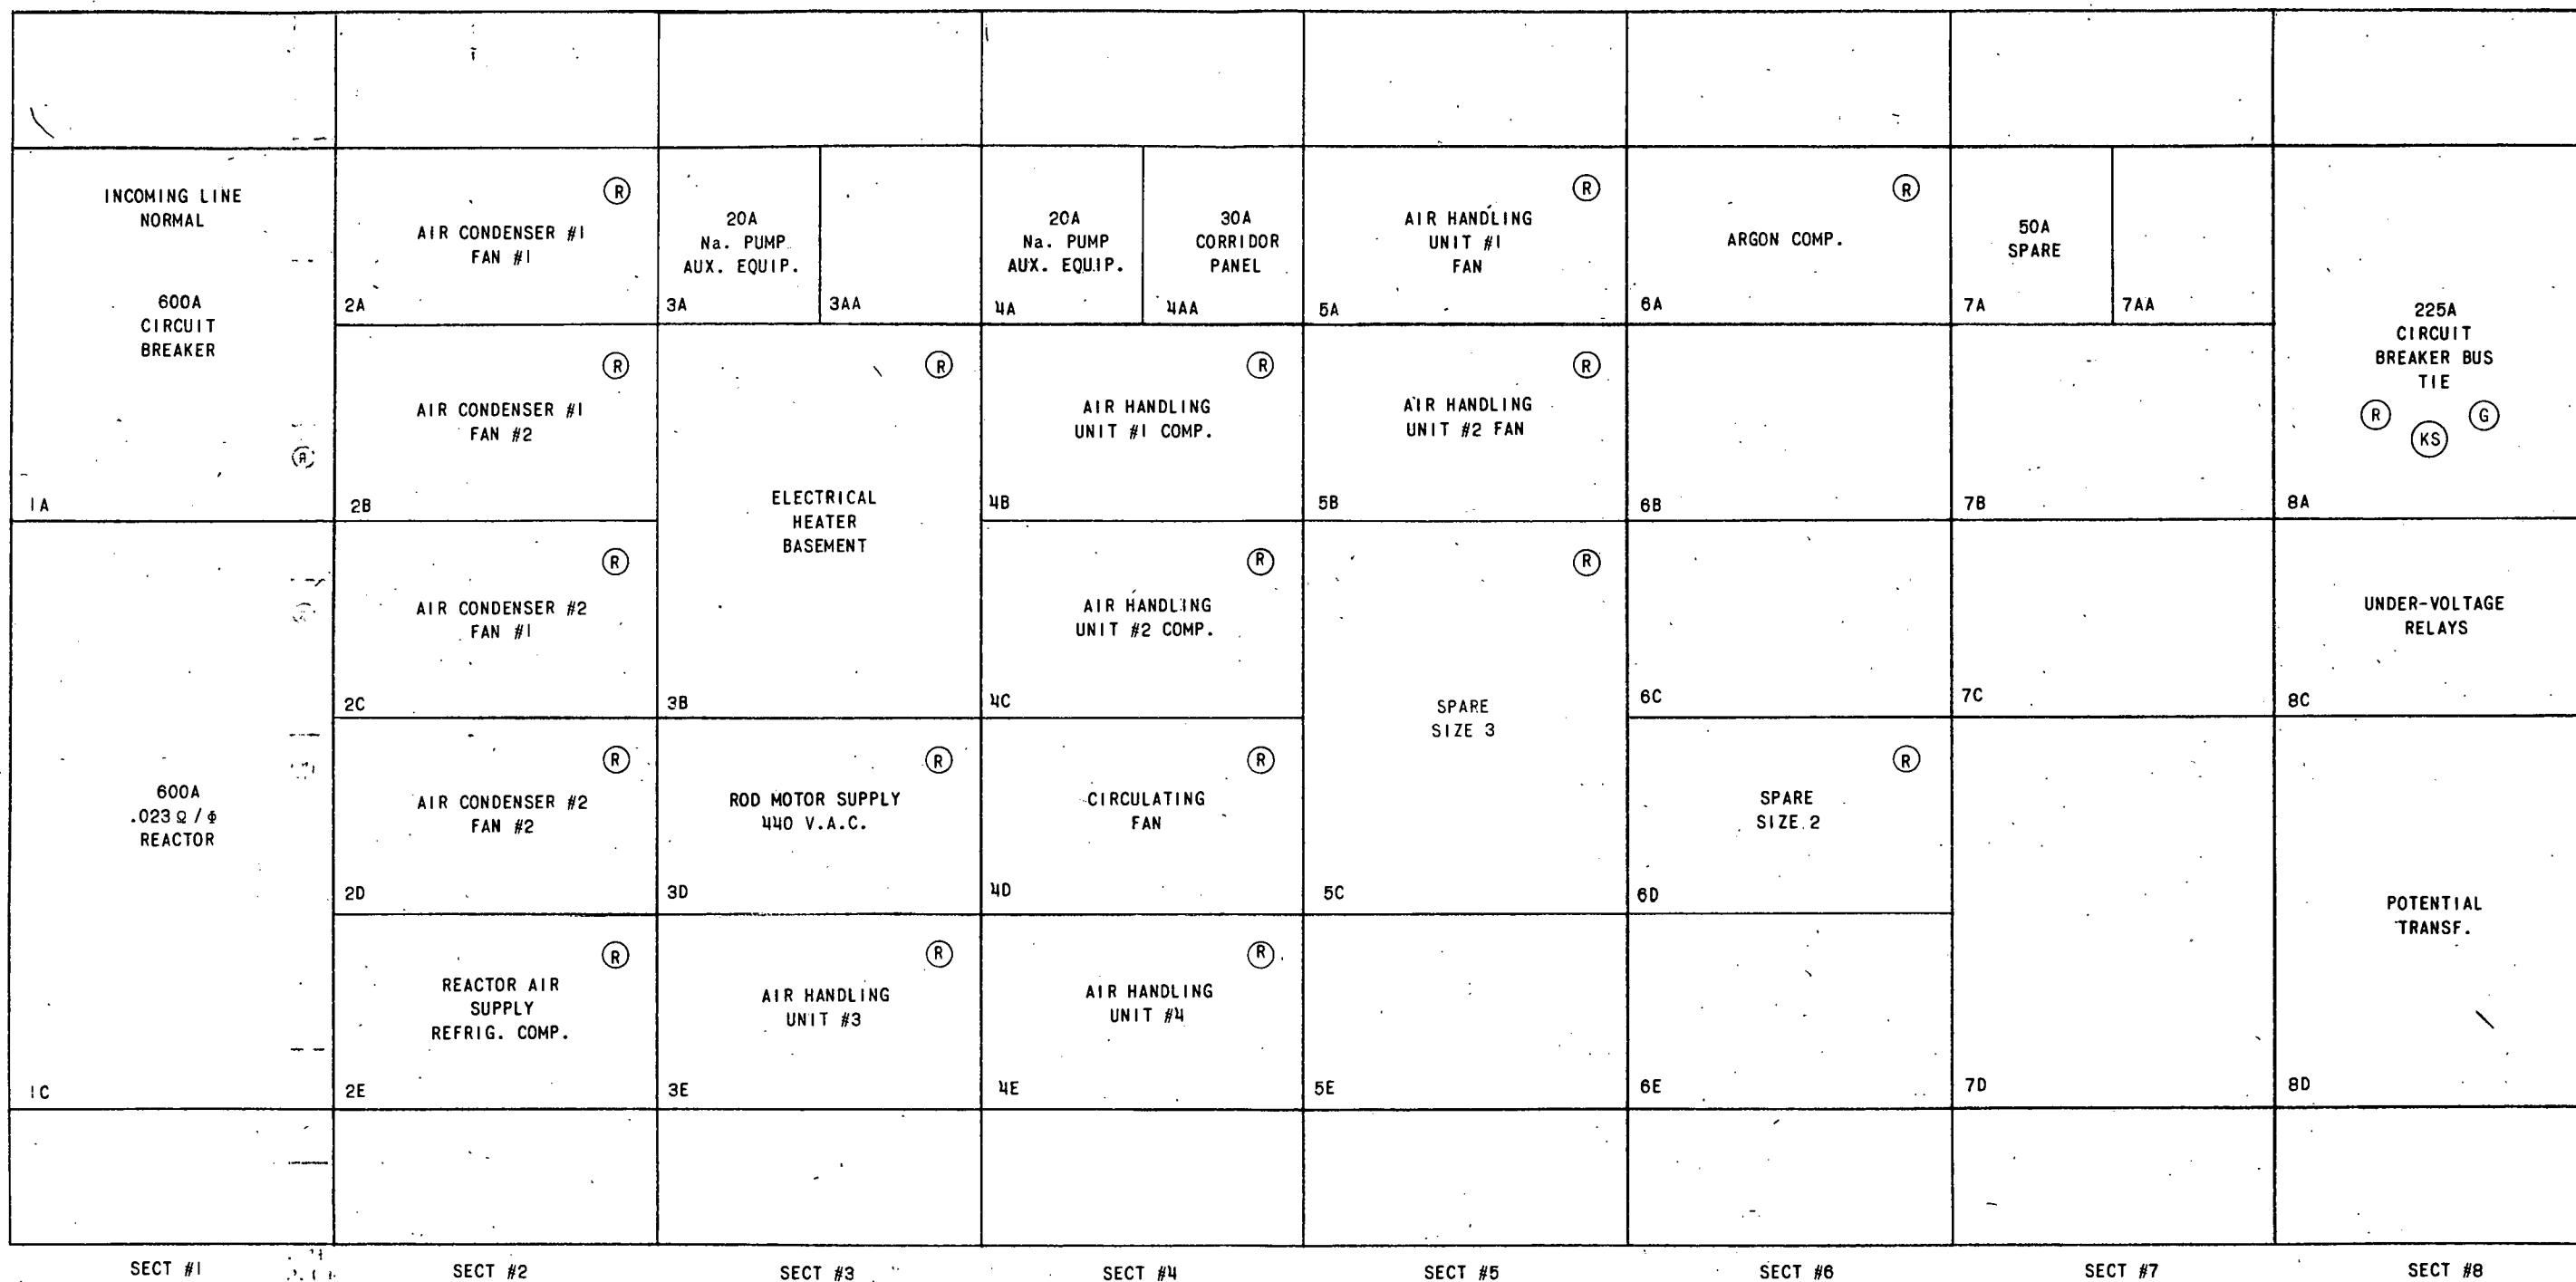 INCOMING LINE
NORMAL
600A
CIRCUIT
BREAKER
1A
600A
.023 Ω / Φ
REACTOR
1C
SECT #1
R
AIR CONDENSER #1
FAN #1
2A
R
AIR CONDENSER #1
FAN #2
2B
R
AIR CONDENSER #2
FAN #1
2C
R
AIR CONDENSER #2
FAN #2
2D
R
REACTOR AIR
SUPPLY
REFRIG. COMP.
2E
SECT #2
20A
Na. PUMP
AUX. EQUIP.
3A
3AA
R
ELECTRICAL
HEATER
BASEMENT
3B
R
ROD MOTOR SUPPLY
440 V.A.C.
3D
R
AIR HANDLING
UNIT #3
3E
SECT #3
20A
Na. PUMP
AUX. EQUIP.
4A
30A
CORRIDOR
PANEL
4AA
R
AIR HANDLING
UNIT #1 COMP.
4B
R
AIR HANDLING
UNIT #2 COMP.
4C
R
CIRCULATING
FAN
4D
R
AIR HANDLING
UNIT #4
4E
SECT #4
R
AIR HANDLING
UNIT #1
FAN
5A
R
AIR HANDLING
UNIT #2 FAN
5B
R
SPARE
SIZE 3
5C
5E
SECT #5
R
ARGON COMP.
6A
6B
6C
R
SPARE
SIZE 2
6D
6E
SECT #6
50A
SPARE
7A
7AA
7B
7C
7D
SECT #7
225A
CIRCUIT
BREAKER BUS
TIE
R KS G
8A
UNDER-VOLTAGE
RELAYS
8C
POTENTIAL
TRANSF.
8D
SECT #8